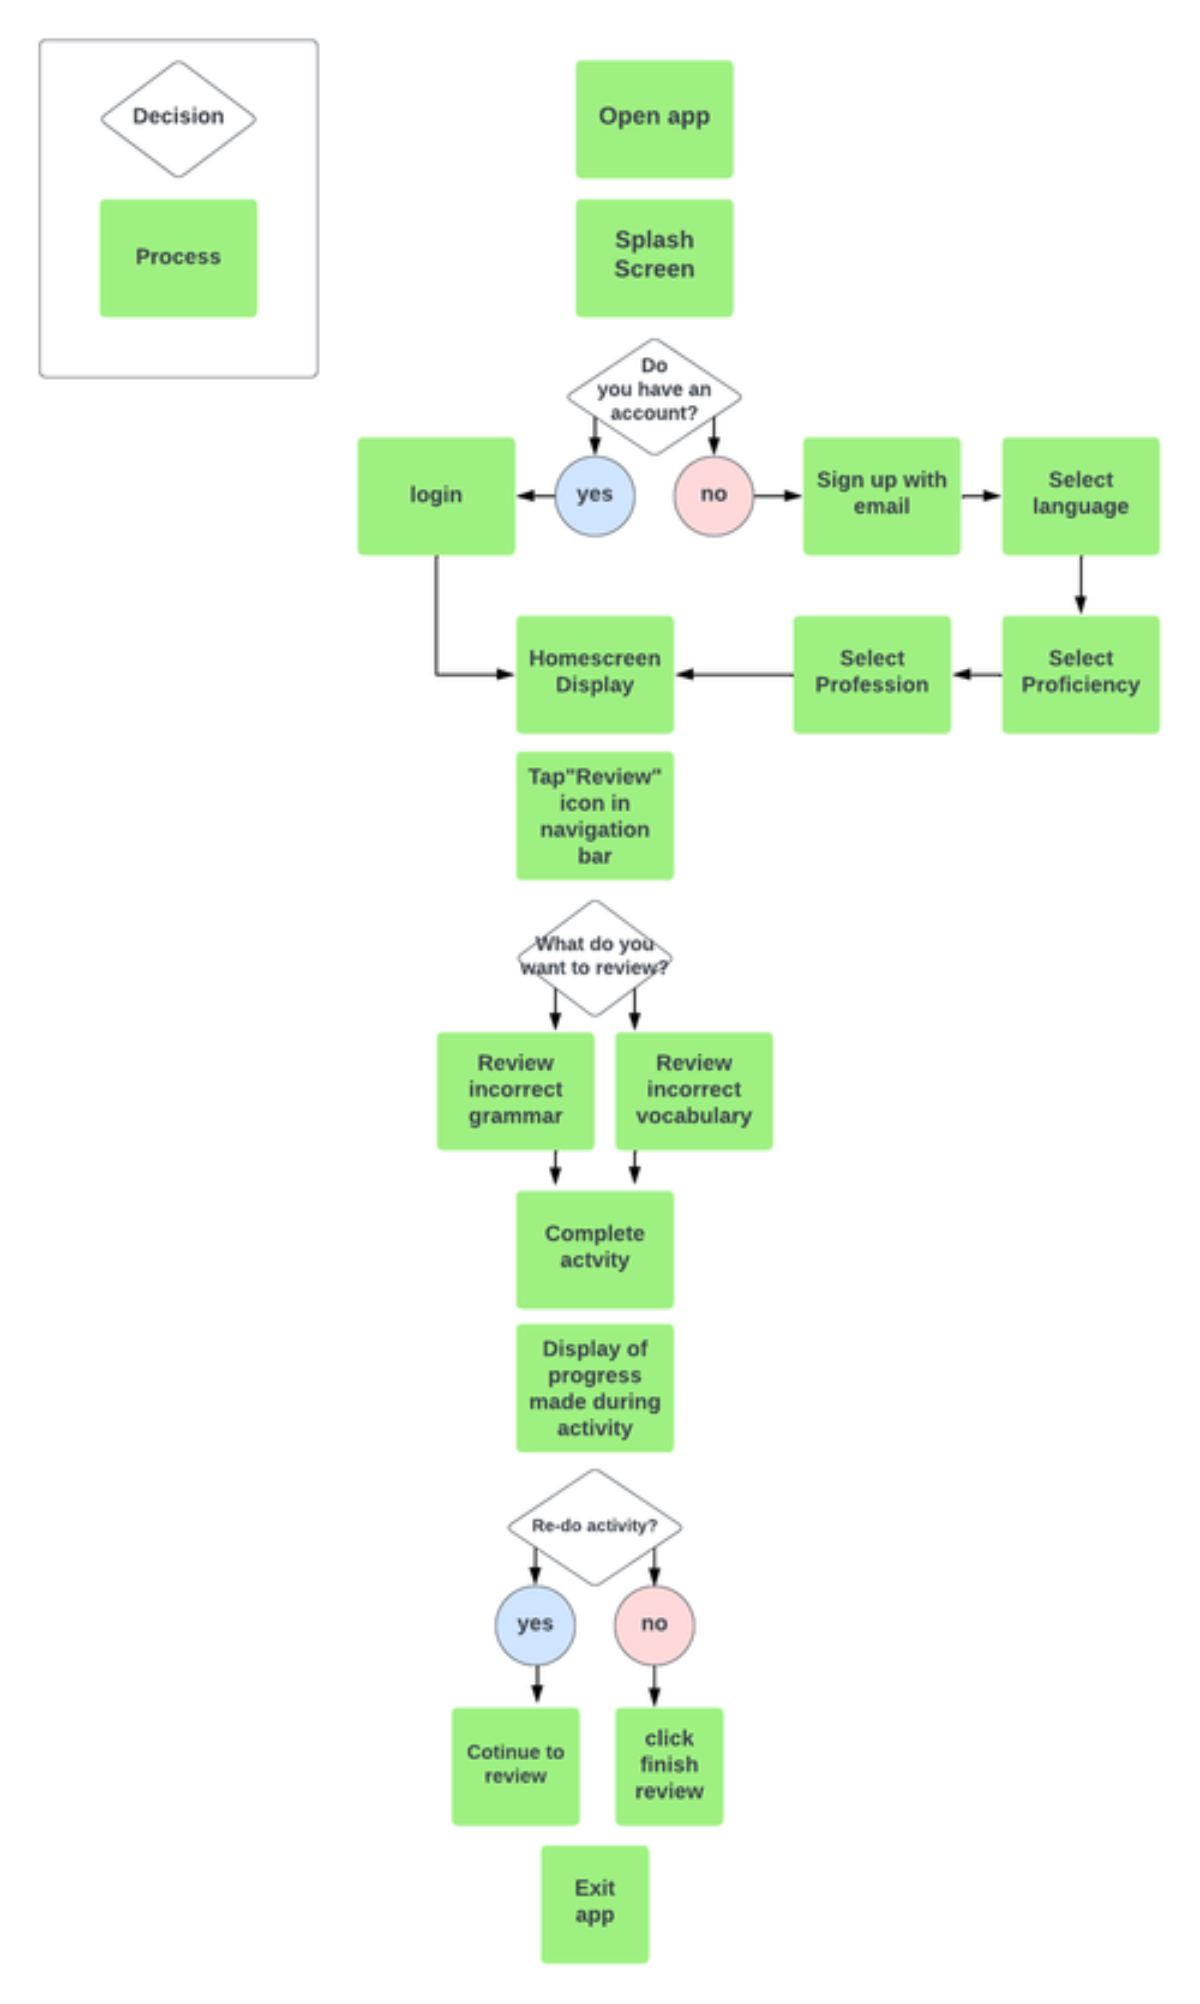 Decision
Process
Open app
Splash
Screen
Do
you have an
account?
login
yes
no
Sign up with
email
Select
language
Homescreen
Display
Select
Profession
Select
Proficiency
Tap"Review"
icon in
navigation
bar
What do you
want to review?
Review
incorrect
grammar
Review
incorrect
vocabulary
Complete
actvity
Display of
progress
made during
activity
Re-do activity?
yes
no
Cotinue to
review
click
finish
review
Exit
app